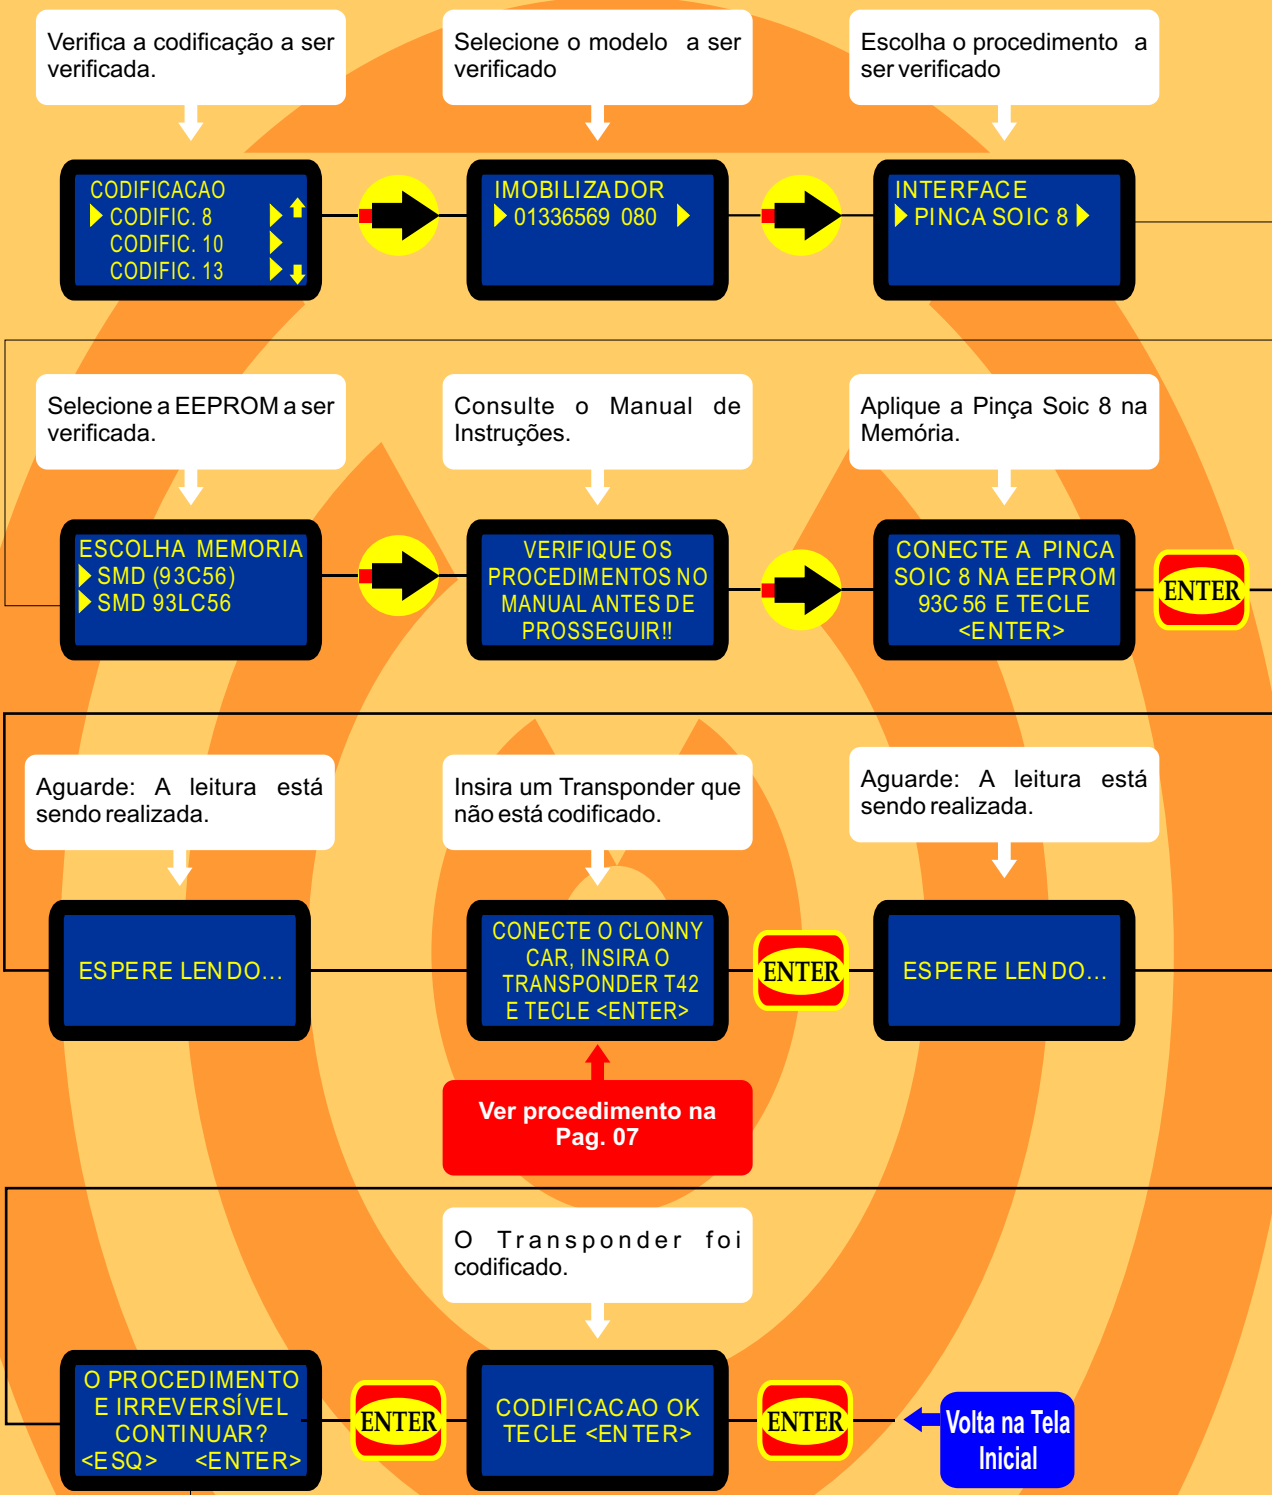 Verifica a codificação a ser
verificada.
Selecione o modelo a ser
verificado
Escolha o procedimento a
ser verificado
CODIFICACAO
CODIFIC. 8
CODIFIC. 10
CODIFIC. 13
IMOBILIZADOR
01336569 080
INTERFACE
PINCA SOIC 8
Selecione a EEPROM a ser
verificada.
Consulte o Manual de
Instruções.
Aplique a Pinça Soic 8 na
Memória.
ESCOLHA MEMORIA
SMD (93C56)
SMD 93LC56
VERIFIQUE OS
PROCEDIMENTOS NO
MANUAL ANTES DE
PROSSEGUIR!!
CONECTE A PINCA
SOIC 8 NA EEPROM
93C56 E TECLE
<ENTER>
ENTER
Aguarde: A leitura está
sendo realizada.
Insira um Transponder que
não está codificado.
Aguarde: A leitura está
sendo realizada.
ESPERE LENDO...
CONECTE O CLONNY
CAR, INSIRA O
TRANSPONDER T42
E TECLE <ENTER>
ENTER
ESPERE LENDO...
Ver procedimento na
Pag. 07
O Transponder foi
codificado.
O PROCEDIMENTO
E IRREVERSÍVEL
CONTINUAR?
<ESQ> <ENTER>
ENTER
CODIFICACAO OK
TECLE <ENTER>
ENTER
Volta na Tela
Inicial